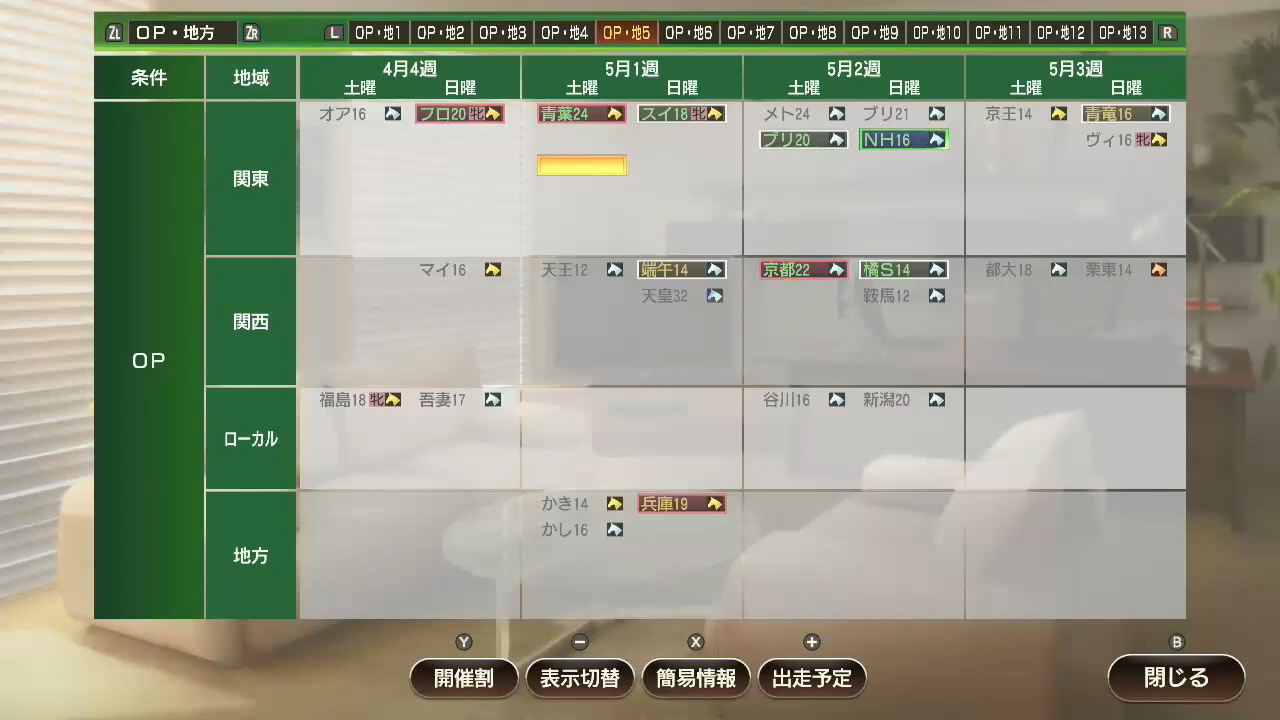 ZL OP・地方 ZR L OP・地1 OP・地2 OP・地3 OP・地4 OP・地5 OP・地6 OP・地7 OP・地8 OP・地9 OP・地10 OP・地11 OP・地12 OP・地13 R
条件 地域 4月4週 5月1週 5月2週 5月3週
土曜 日曜 土曜 日曜 土曜 日曜 土曜 日曜
オア16 フロ20牝 青葉24 スイ18牝 メト24 ブリ21 京王14 青竜16
プリ20 NH16 ヴィ16牝
関東
マイ16 天王12 端午14 京都22 橘S14 都大18 栗東14
天皇32 鞍馬12
関西
OP
福島18牝 吾妻17 谷川16 新潟20
ローカル
かき14 兵庫19
かし16
地方
Y − X + B
開催割 表示切替 簡易情報 出走予定 閉じる